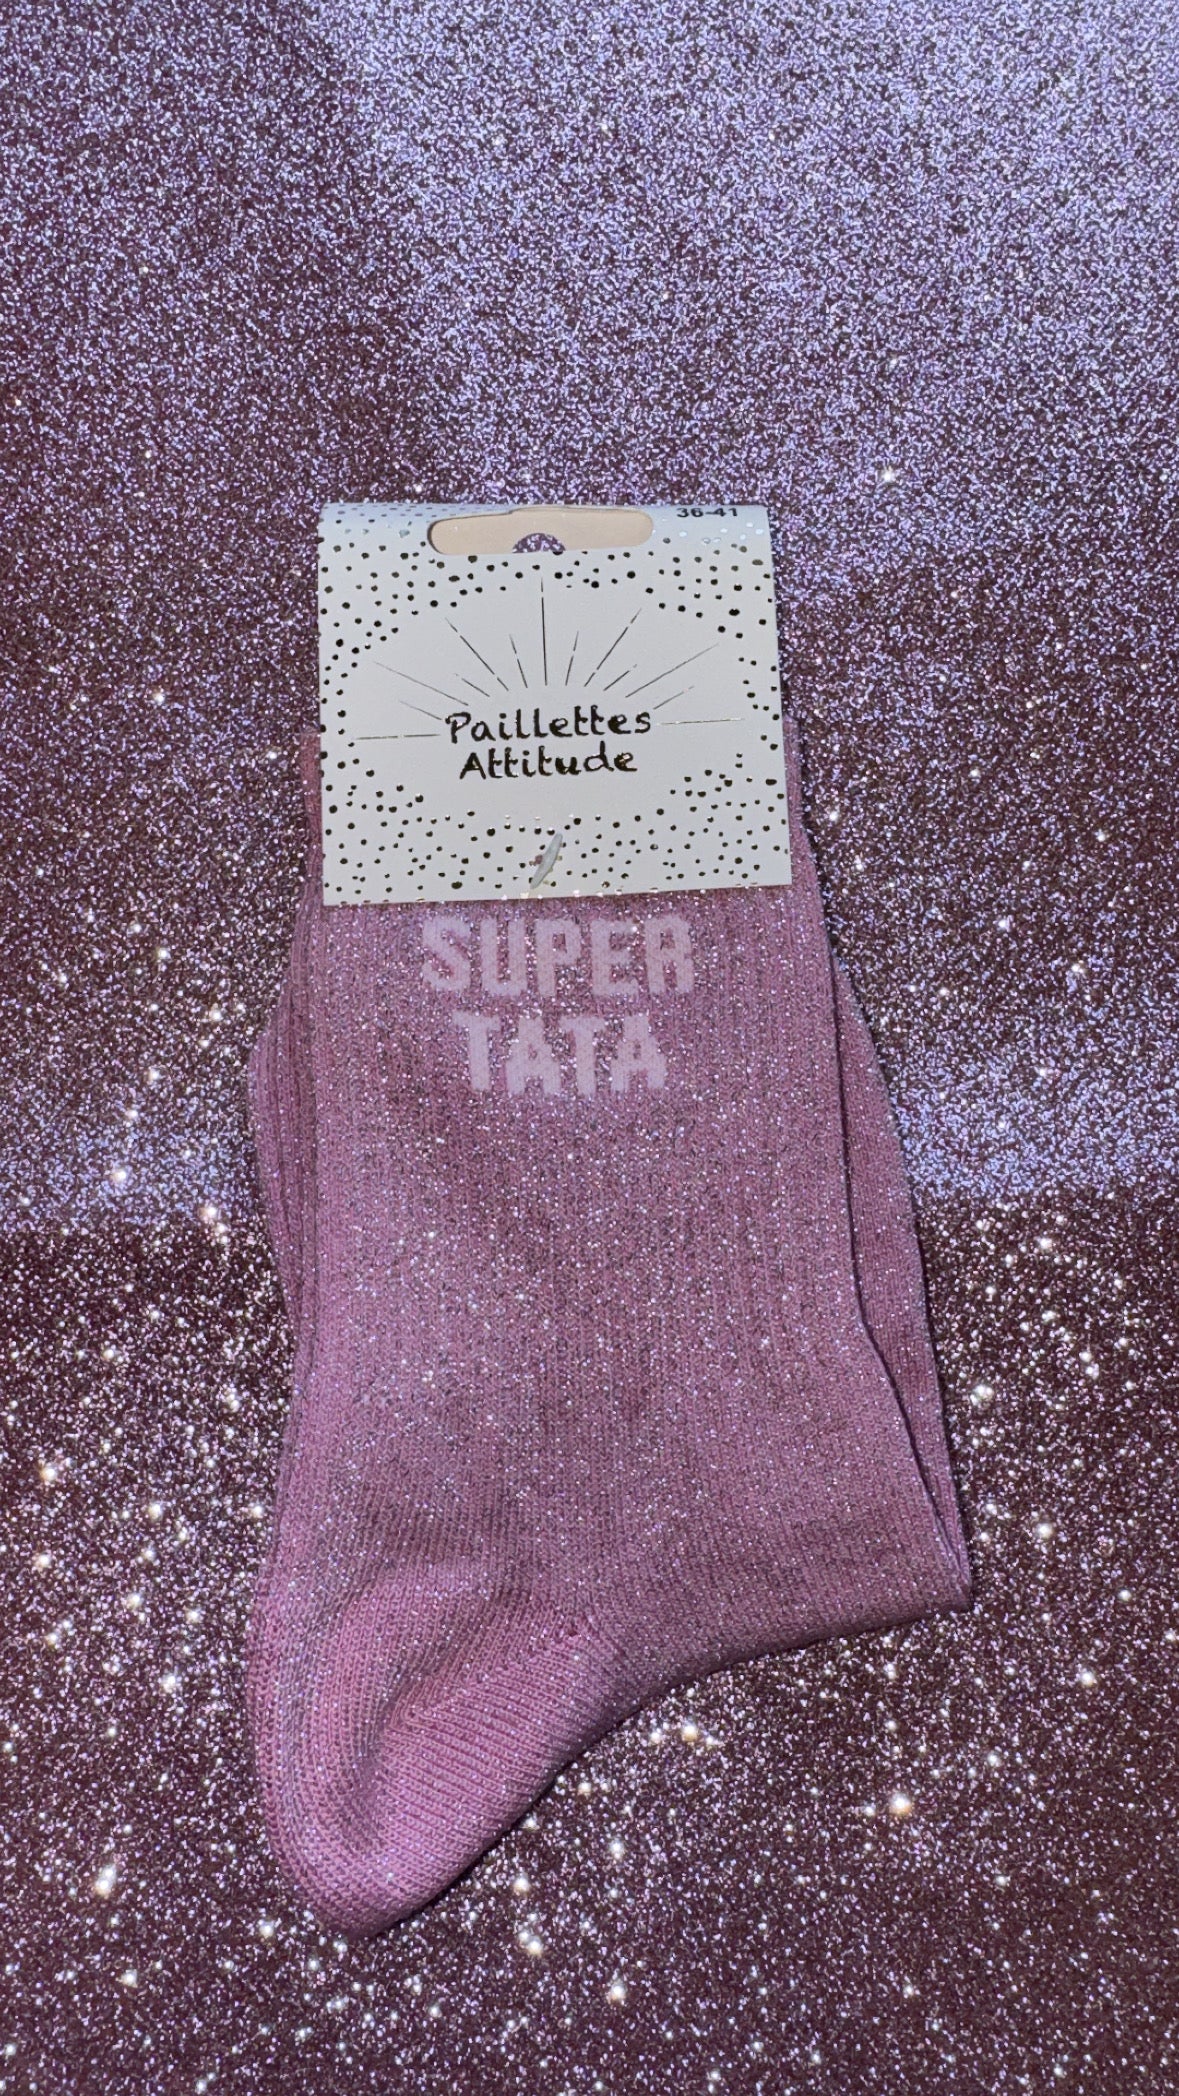 36-41
Paillettes
Attitude
SUPER
TATA